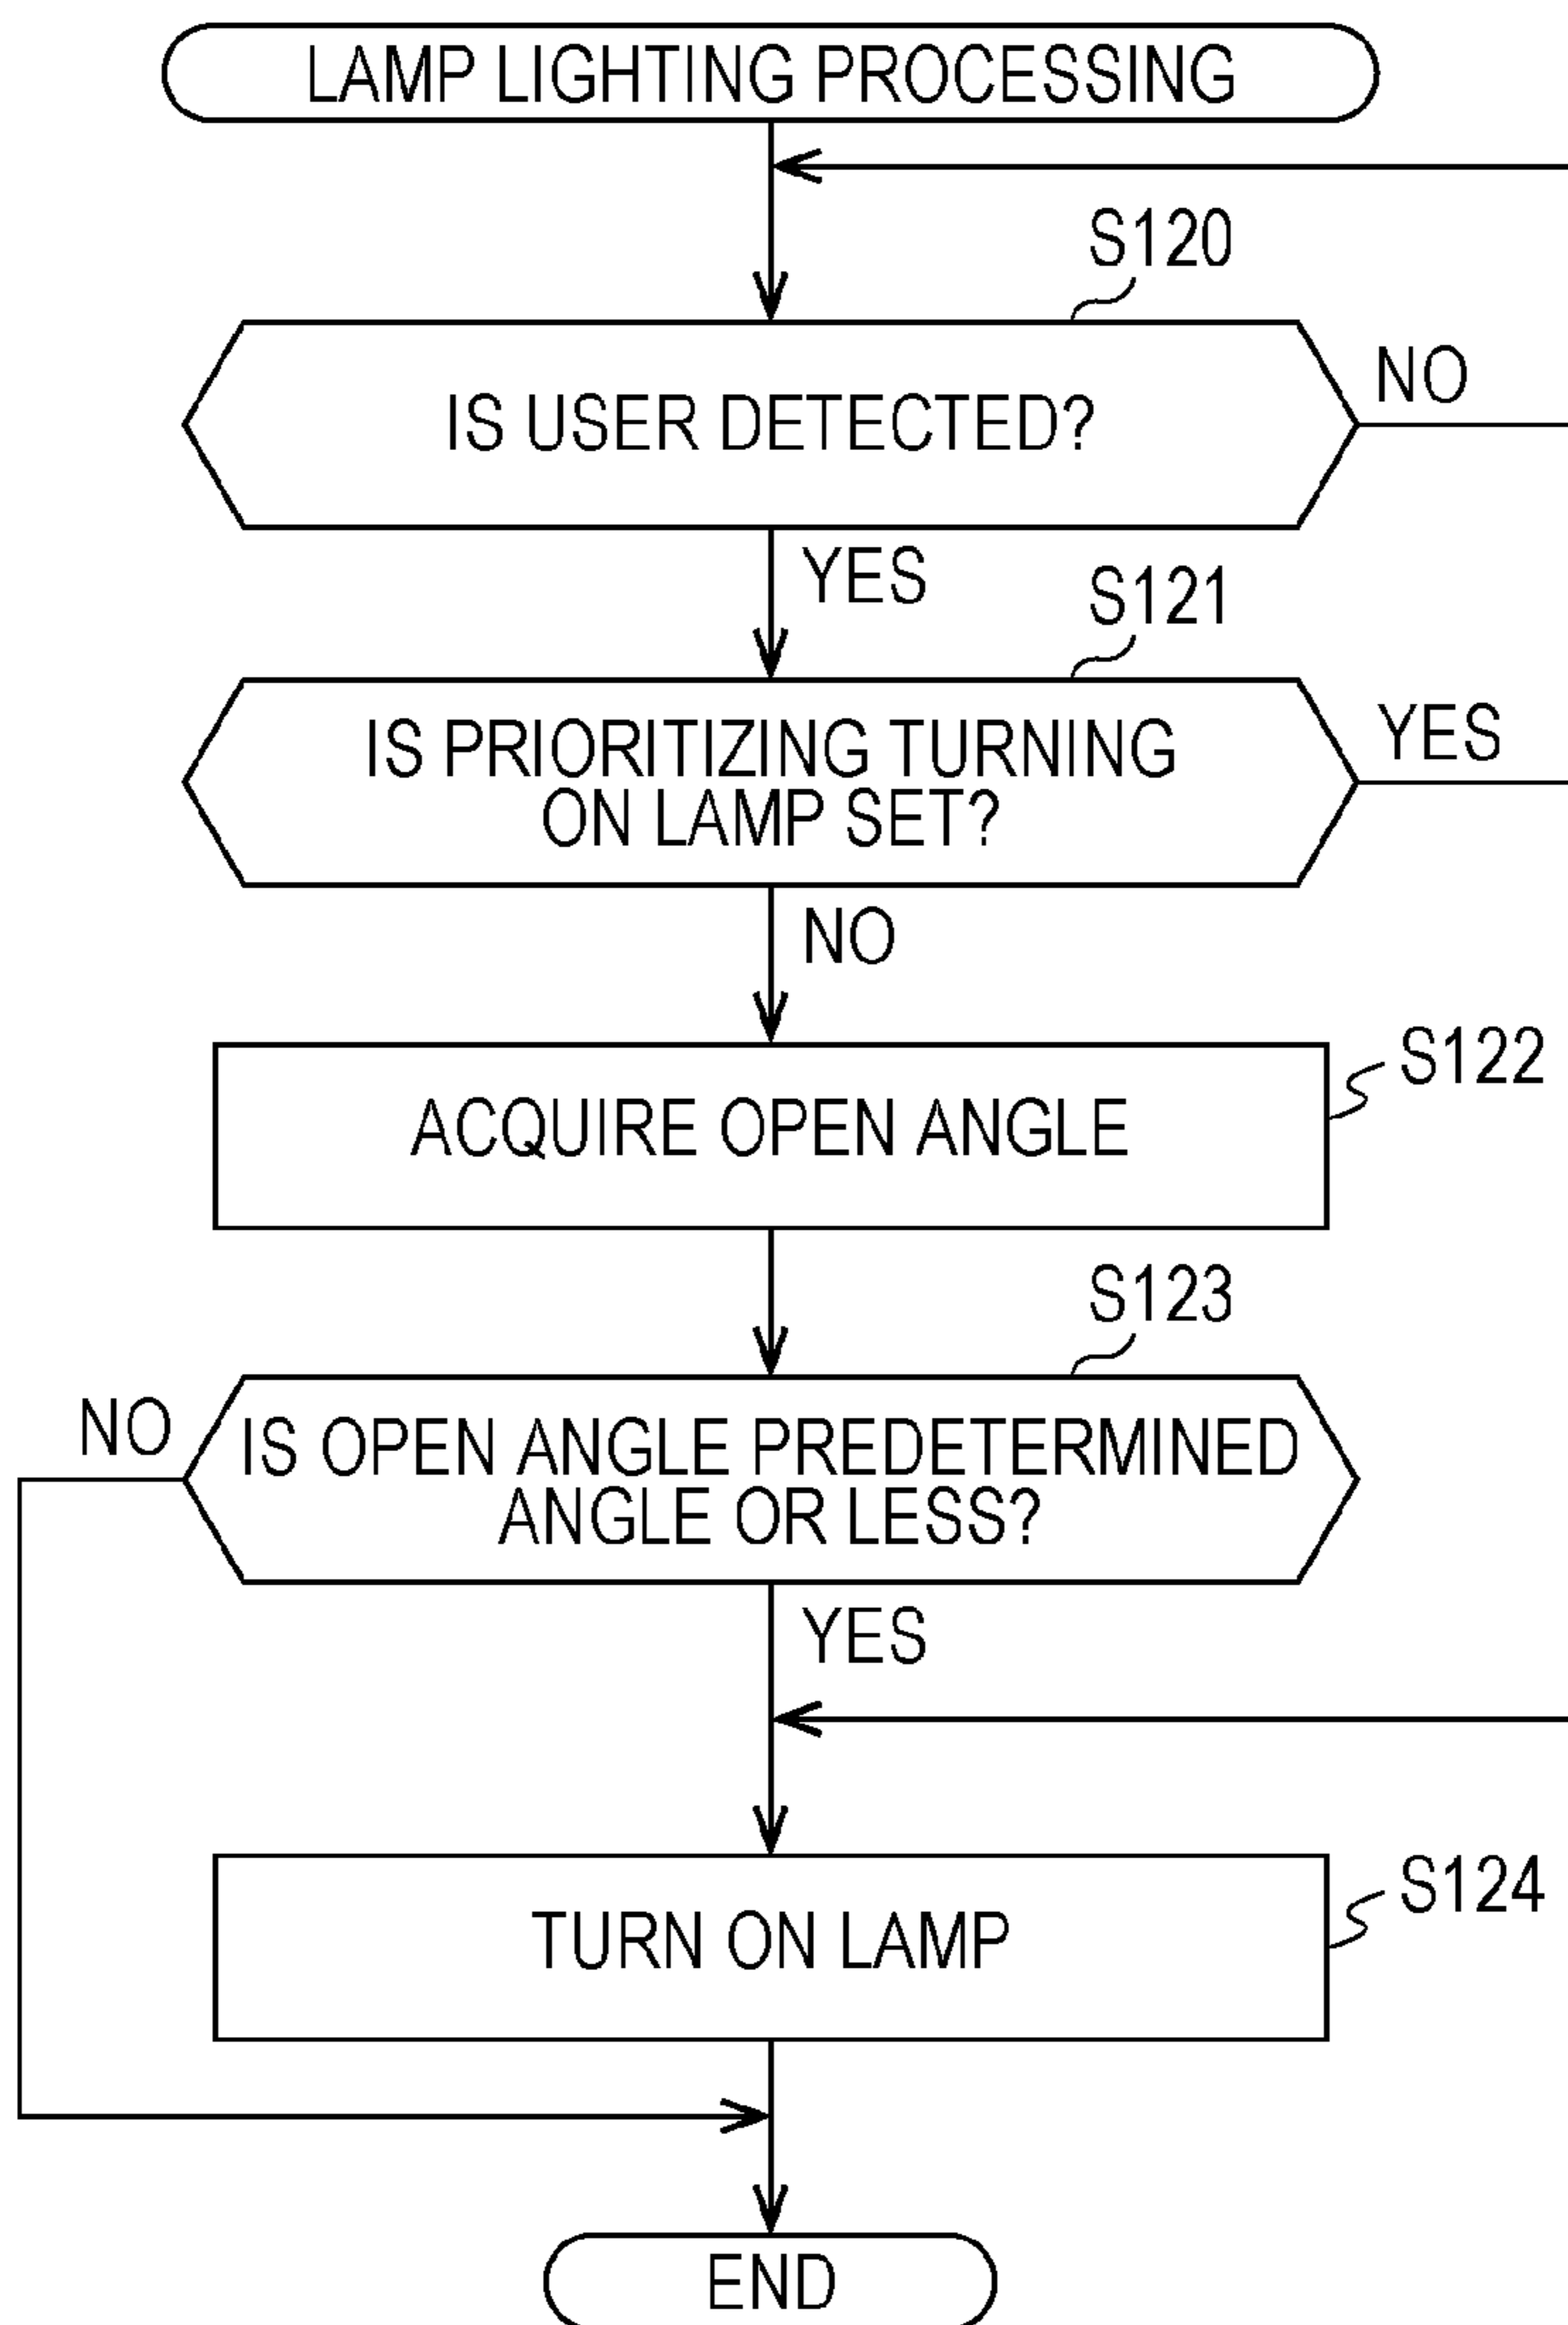 LAMP LIGHTING PROCESSING
S120
IS USER DETECTED?
NO
YES
S121
IS PRIORITIZING TURNING
ON LAMP SET?
YES
NO
S122
ACQUIRE OPEN ANGLE
S123
NO
IS OPEN ANGLE PREDETERMINED
ANGLE OR LESS?
YES
S124
TURN ON LAMP
END